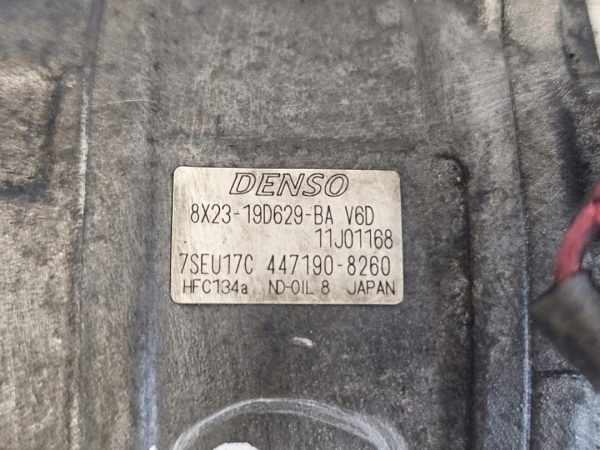 DENSO
8X23-19D629-BA V6D
11J01168
7SEU17C 447190-8260
HFC134a ND-OIL 8 JAPAN